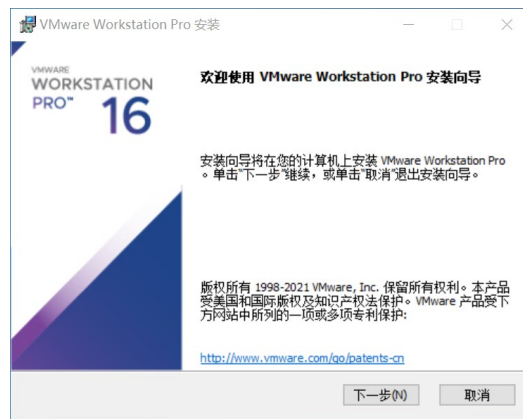 VMware Workstation Pro 安装
VMWARE
WORKSTATION
PRO™
16
欢迎使用 VMware Workstation Pro 安装向导
安装向导将在您的计算机上安装 VMware Workstation Pro
。单击"下一步"继续，或单击"取消"退出安装向导。
版权所有 1998-2021 VMware, Inc. 保留所有权利。本产品
受美国和国际版权及知识产权法保护。VMware 产品受下
方网站中所列的一项或多项专利保护:
http://www.vmware.com/go/patents-cn
下一步(N)
取消